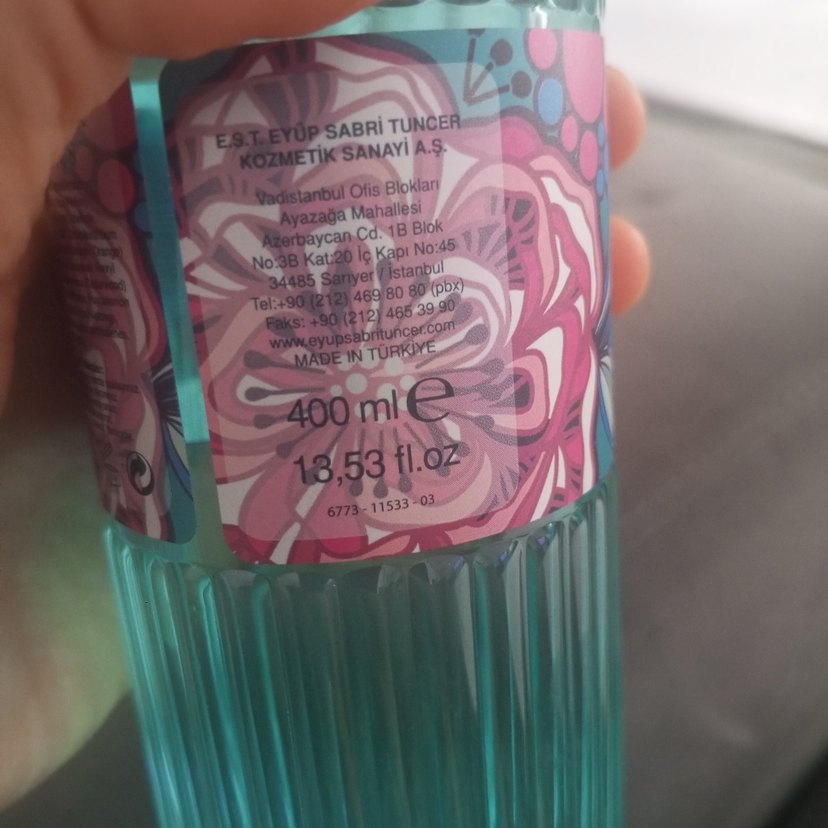 E.S.T. EYÜP SABRİ TUNCER
KOZMETİK SANAYİ A.Ş.
Vadistanbul Ofis Blokları
Ayazağa Mahallesi
Azerbaycan Cd. 1B Blok
No:3B Kat:20 İç Kapı No:45
34485 Sarıyer / İstanbul
Tel:+90 (212) 469 80 80 (pbx)
Faks: +90 (212) 465 39 90
www.eyupsabrituncer.com
MADE IN TÜRKİYE
400 ml e
13,53 fl.oz
6773 - 11533 - 03